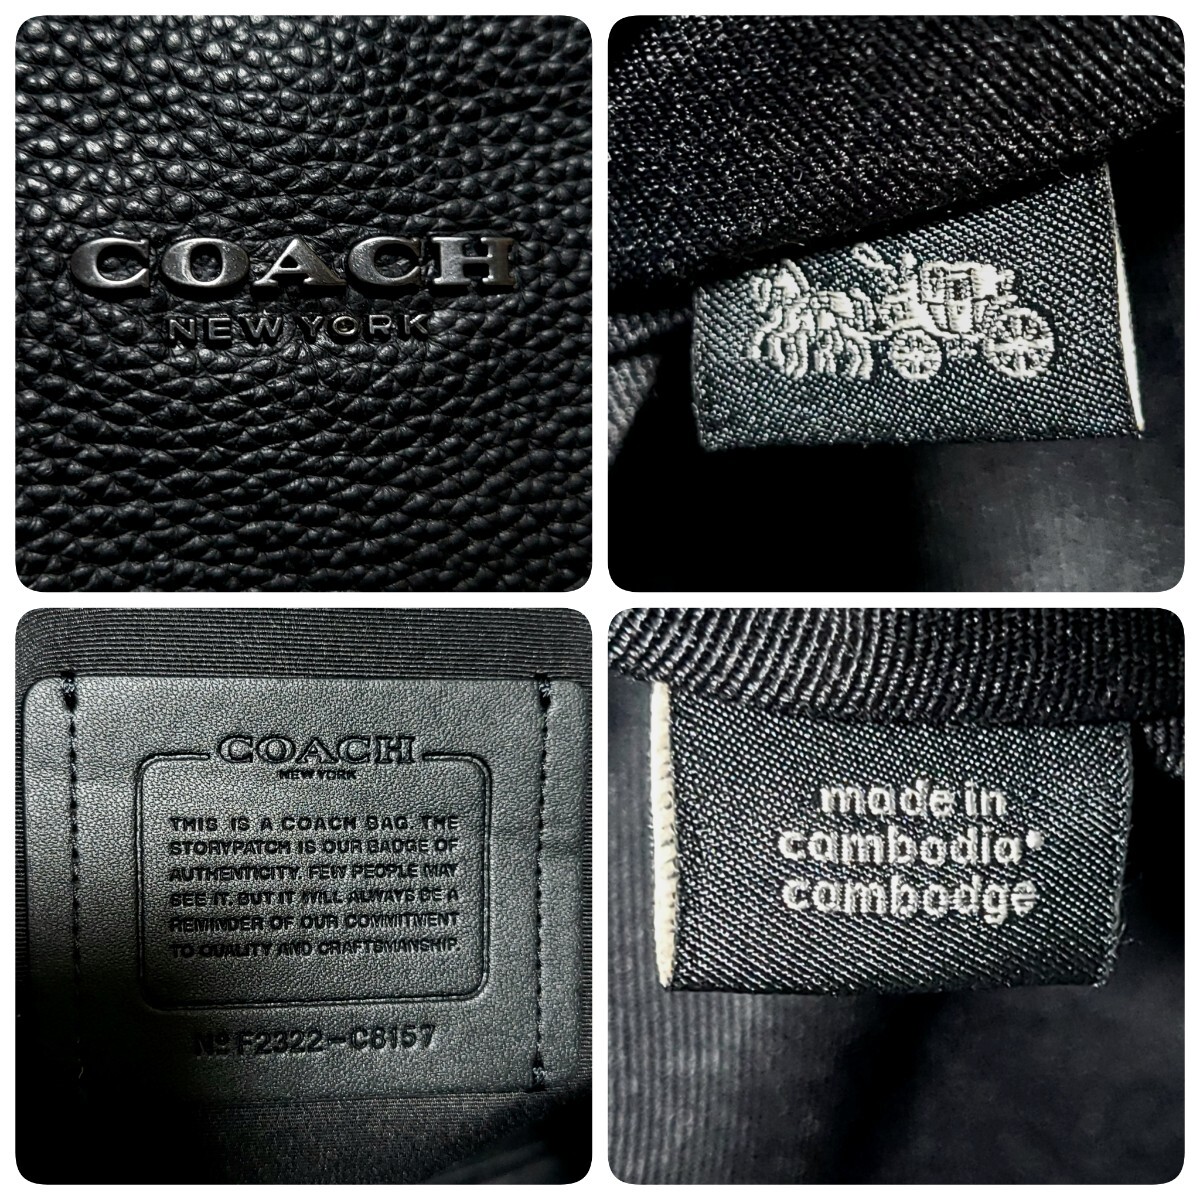 COACH
NEW YORK
COACH
NEW YORK
THIS IS A COACH BAG. THE
STORYPATCH IS OUR BADGE OF
AUTHENTICITY. FEW PEOPLE MAY
SEE IT, BUT IT WILL ALWAYS BE A
REMINDER OF OUR COMMITMENT
TO QUALITY AND CRAFTSMANSHIP.
Nº F2322-C8157
made in
cambodia•
cambodge